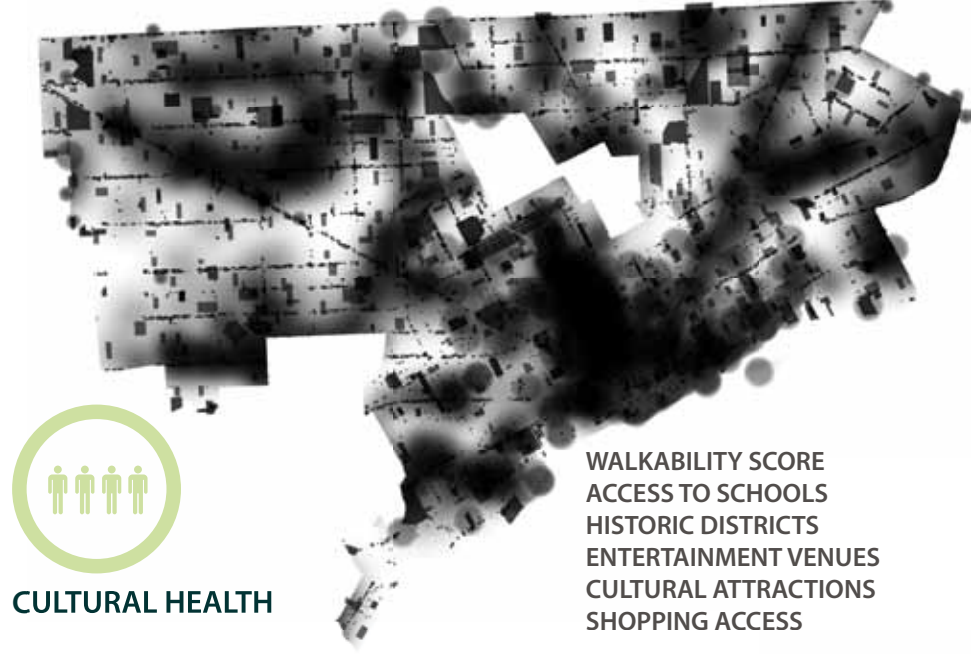 CULTURAL HEALTH
WALKABILITY SCORE
ACCESS TO SCHOOLS
HISTORIC DISTRICTS
ENTERTAINMENT VENUES
CULTURAL ATTRACTIONS
SHOPPING ACCESS